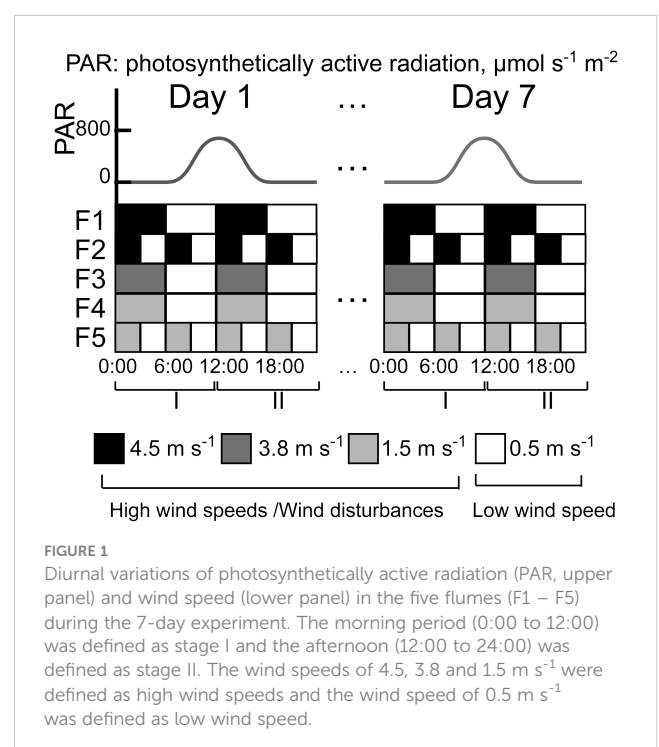 PAR: photosynthetically active radiation, μmol s⁻¹ m⁻²
Day 1 ... Day 7
PAR
800
0
...
F1
F2
F3
F4
F5
...
0:00 6:00 12:00 18:00 ... 0:00 6:00 12:00 18:00
I II I II
4.5 m s⁻¹ 3.8 m s⁻¹ 1.5 m s⁻¹ 0.5 m s⁻¹
High wind speeds /Wind disturbances Low wind speed
FIGURE 1
Diurnal variations of photosynthetically active radiation (PAR, upper
panel) and wind speed (lower panel) in the five flumes (F1 – F5)
during the 7-day experiment. The morning period (0:00 to 12:00)
was defined as stage I and the afternoon (12:00 to 24:00) was
defined as stage II. The wind speeds of 4.5, 3.8 and 1.5 m s⁻¹ were
defined as high wind speeds and the wind speed of 0.5 m s⁻¹
was defined as low wind speed.